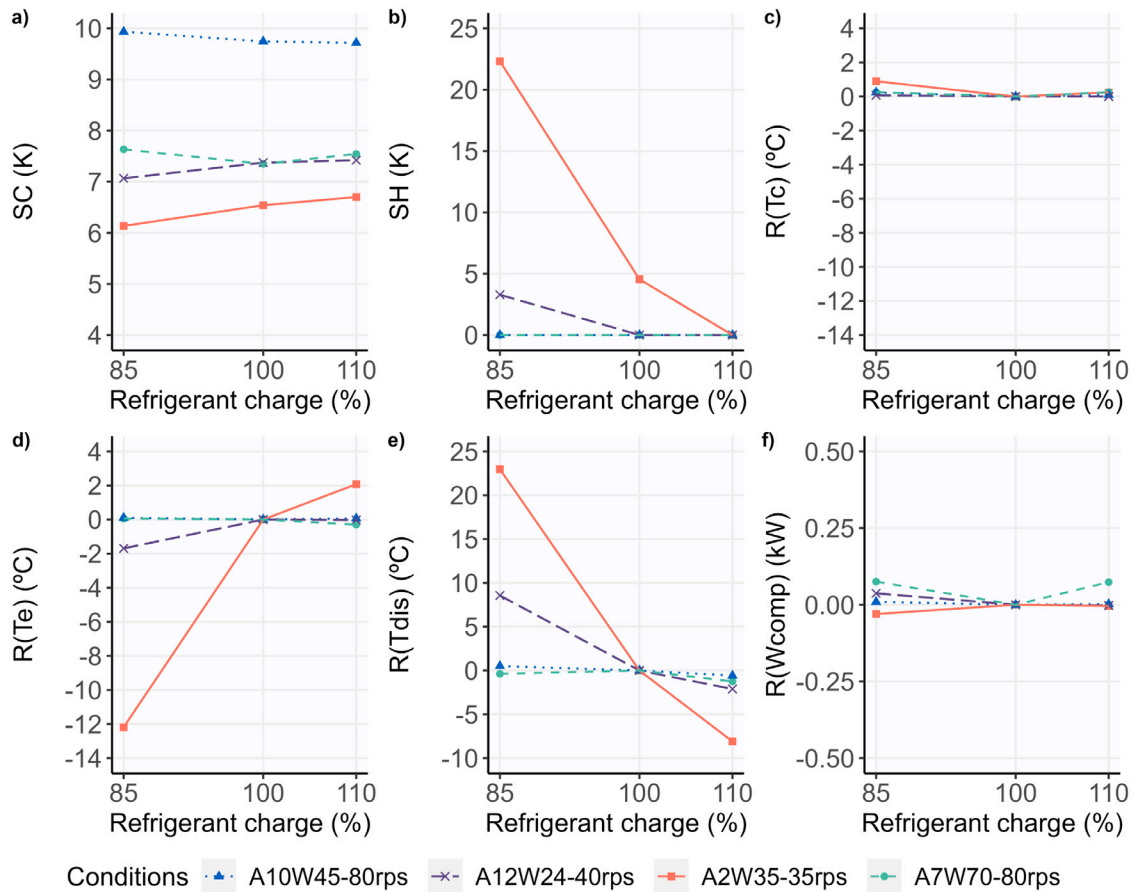 a)
10
9
8
7
6
5
4
SC (K)
85 100 110
Refrigerant charge (%)
b)
25
20
15
10
5
0
SH (K)
85 100 110
Refrigerant charge (%)
c)
4
2
0
-2
-4
-6
-8
-10
-12
-14
R(Tc) (ºC)
85 100 110
Refrigerant charge (%)
d)
4
2
0
-2
-4
-6
-8
-10
-12
-14
R(Te) (ºC)
85 100 110
Refrigerant charge (%)
e)
25
20
15
10
5
0
-5
-10
R(Tdis) (ºC)
85 100 110
Refrigerant charge (%)
f)
0.50
0.25
0.00
-0.25
-0.50
R(Wcomp) (kW)
85 100 110
Refrigerant charge (%)
Conditions A10W45-80rps A12W24-40rps A2W35-35rps A7W70-80rps